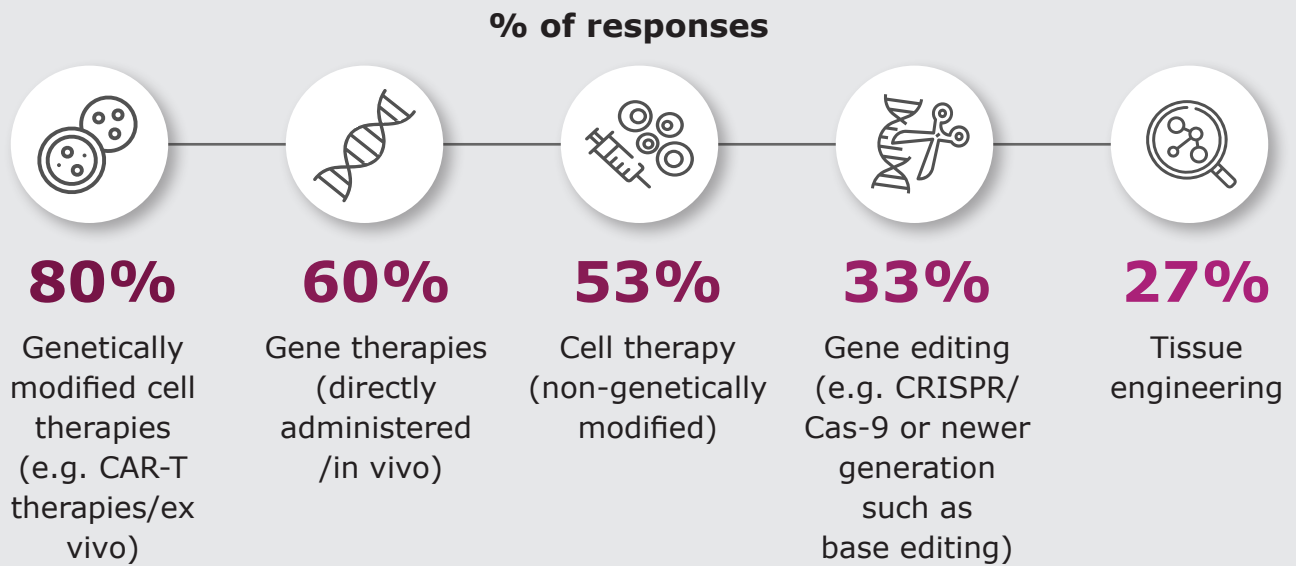 % of responses
80%
Genetically
modified cell
therapies
(e.g. CAR-T
therapies/ex
vivo)
60%
Gene therapies
(directly
administered
/in vivo)
53%
Cell therapy
(non-genetically
modified)
33%
Gene editing
(e.g. CRISPR/
Cas-9 or newer
generation
such as
base editing)
27%
Tissue
engineering